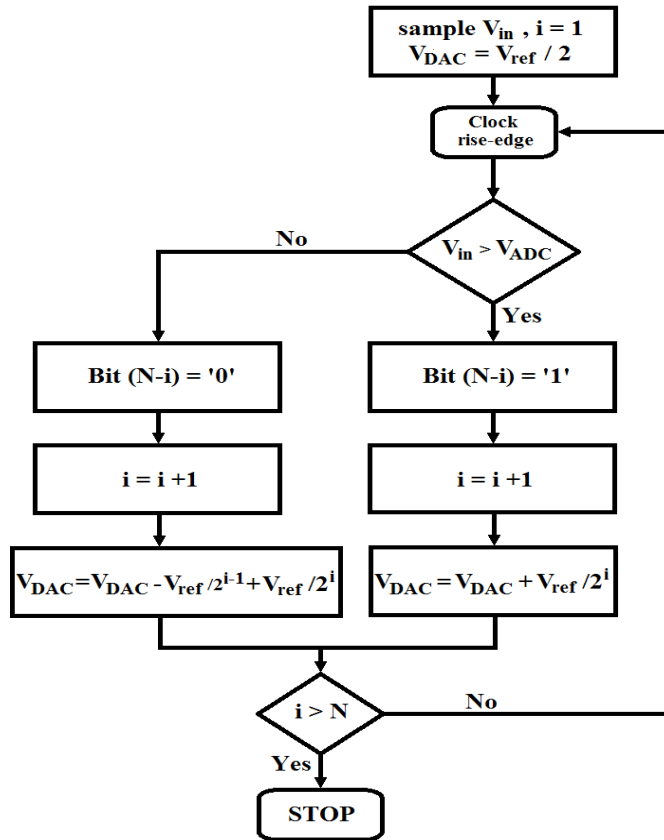 sample V_in , i = 1
V_DAC = V_ref / 2
Clock
rise-edge
No
V_in > V_ADC
Yes
Bit (N-i) = '0'
Bit (N-i) = '1'
i = i +1
i = i +1
V_DAC=V_DAC -V_ref /2^i-1+V_ref /2^i
V_DAC = V_DAC + V_ref /2^i
i > N
No
Yes
STOP